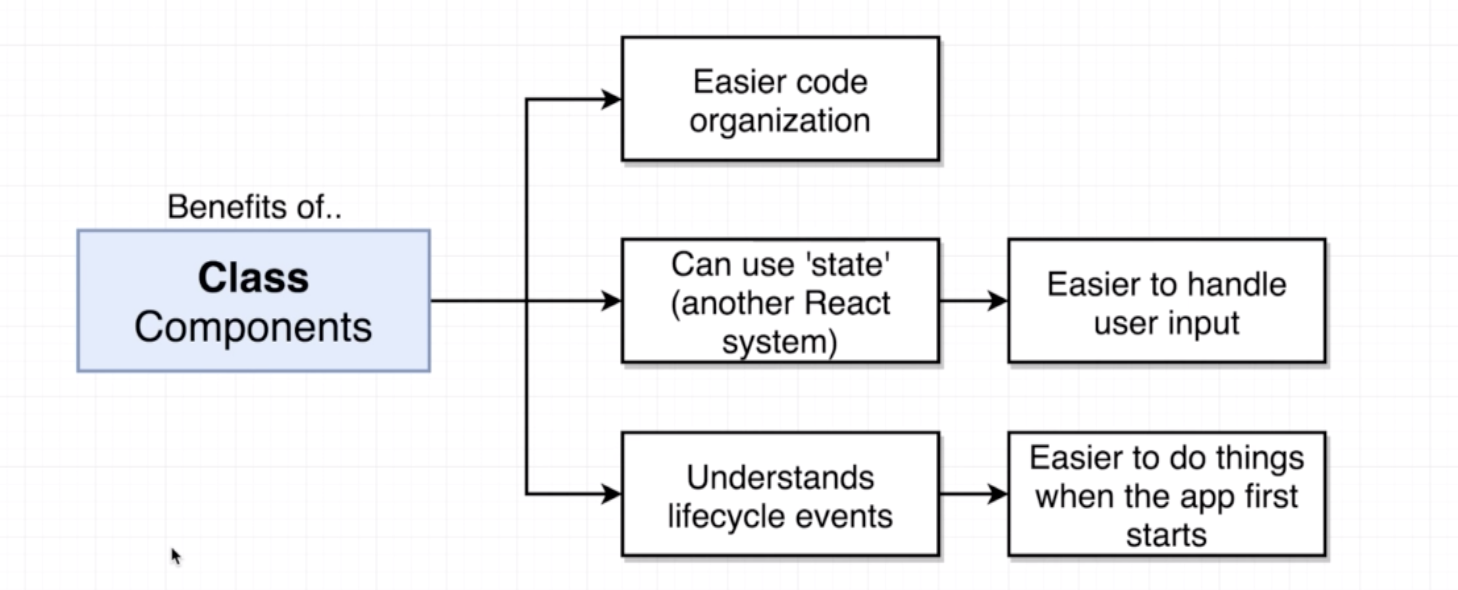 Benefits of..
Class
Components
Easier code
organization
Can use 'state'
(another React
system)
Easier to handle
user input
Understands
lifecycle events
Easier to do things
when the app first
starts